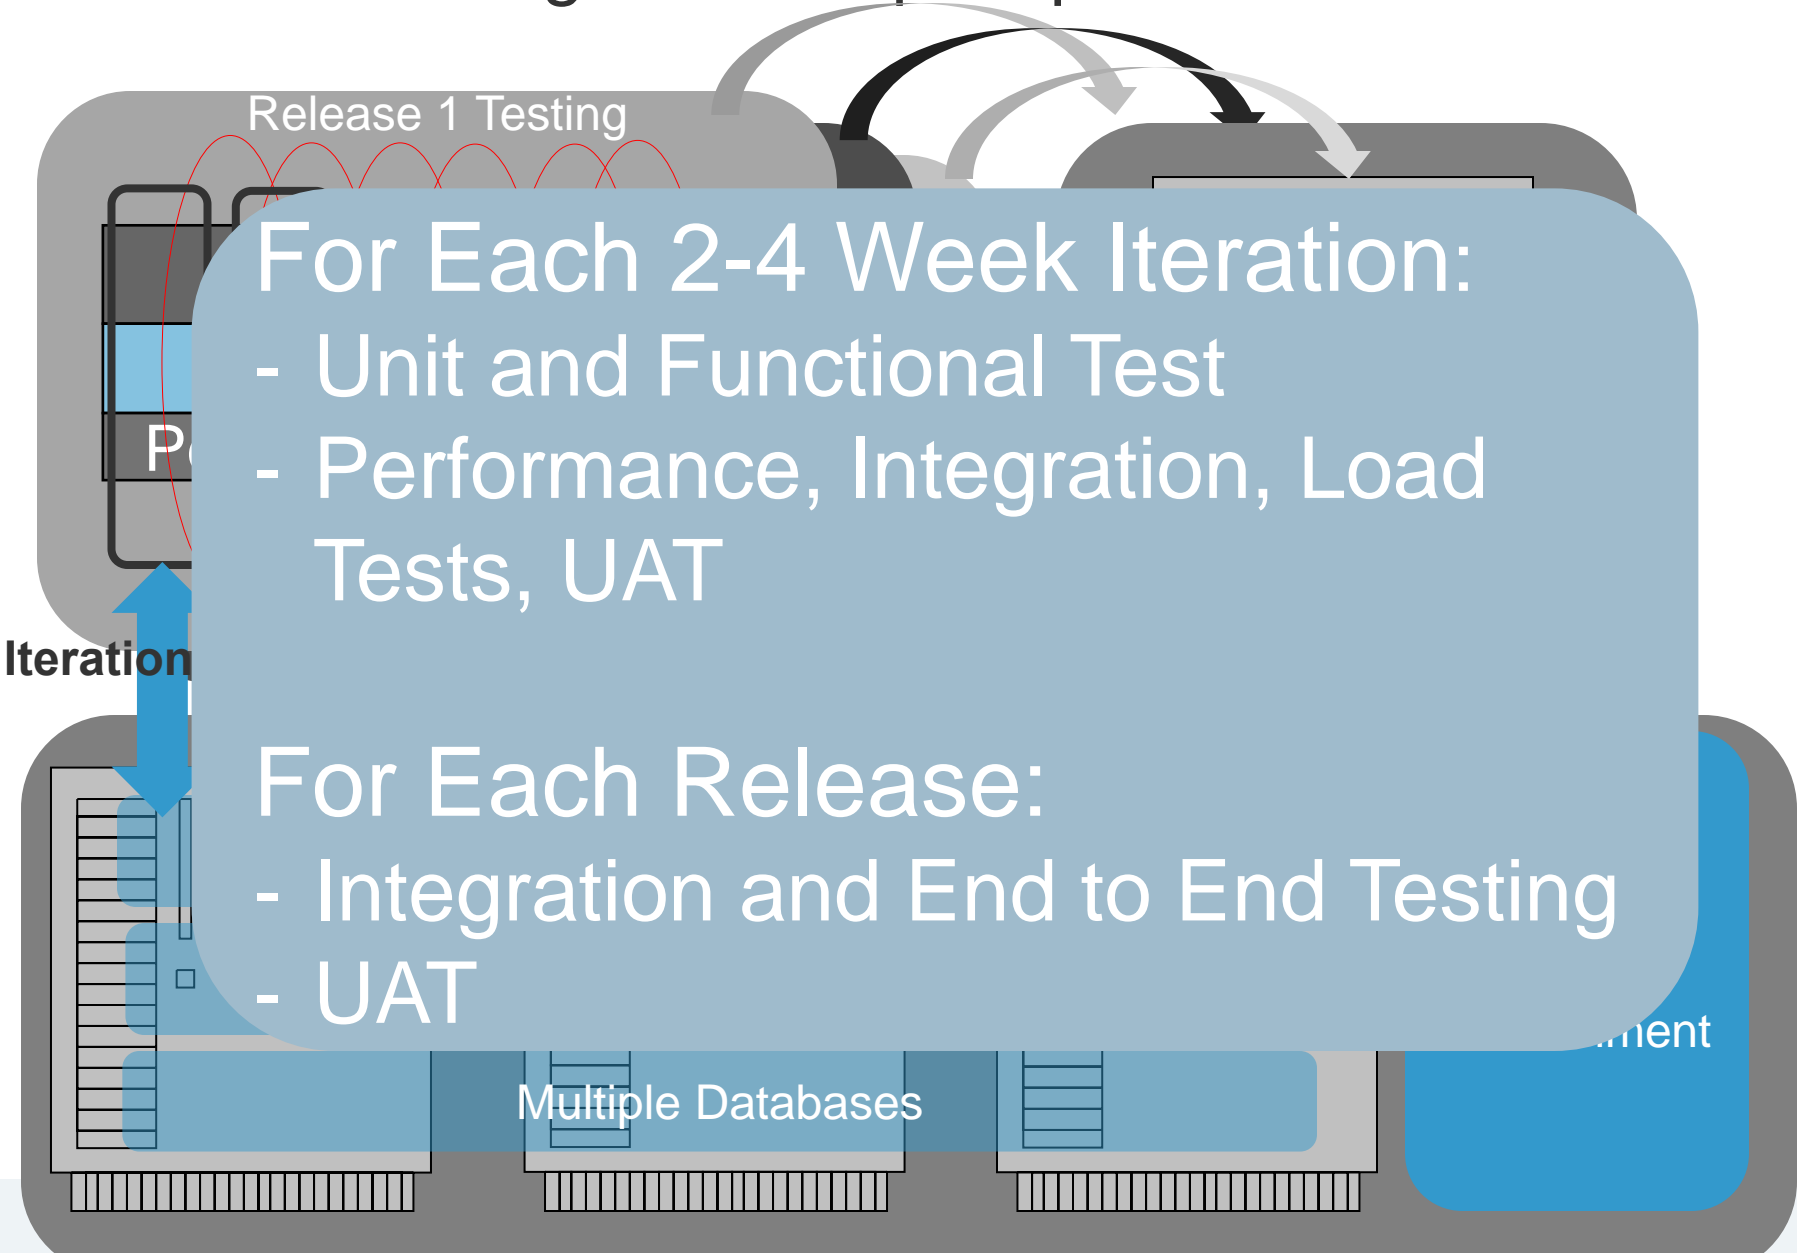 Release 1 Testing
For Each 2-4 Week Iteration:
- Unit and Functional Test
- Performance, Integration, Load
Tests, UAT
Iteration
For Each Release:
- Integration and End to End Testing
- UAT
Multiple Databases